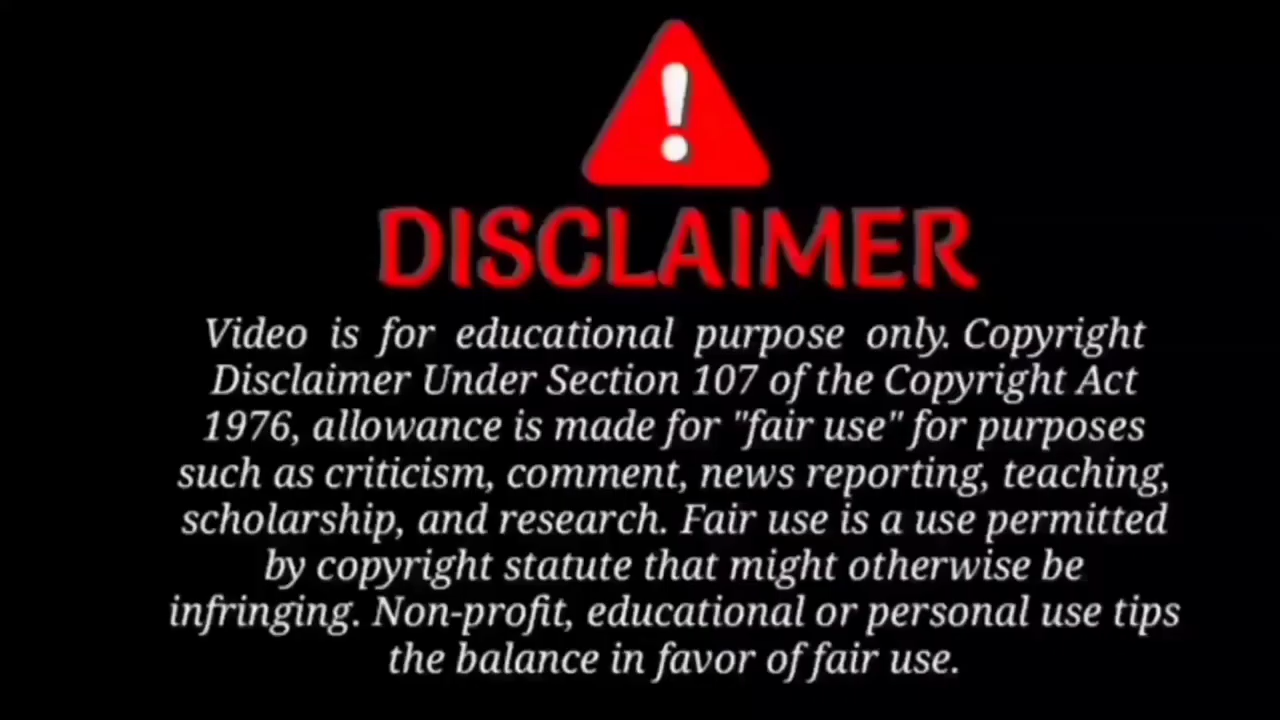 DISCLAIMER
Video is for educational purpose only. Copyright
Disclaimer Under Section 107 of the Copyright Act
1976, allowance is made for "fair use" for purposes
such as criticism, comment, news reporting, teaching,
scholarship, and research. Fair use is a use permitted
by copyright statute that might otherwise be
infringing. Non-profit, educational or personal use tips
the balance in favor of fair use.